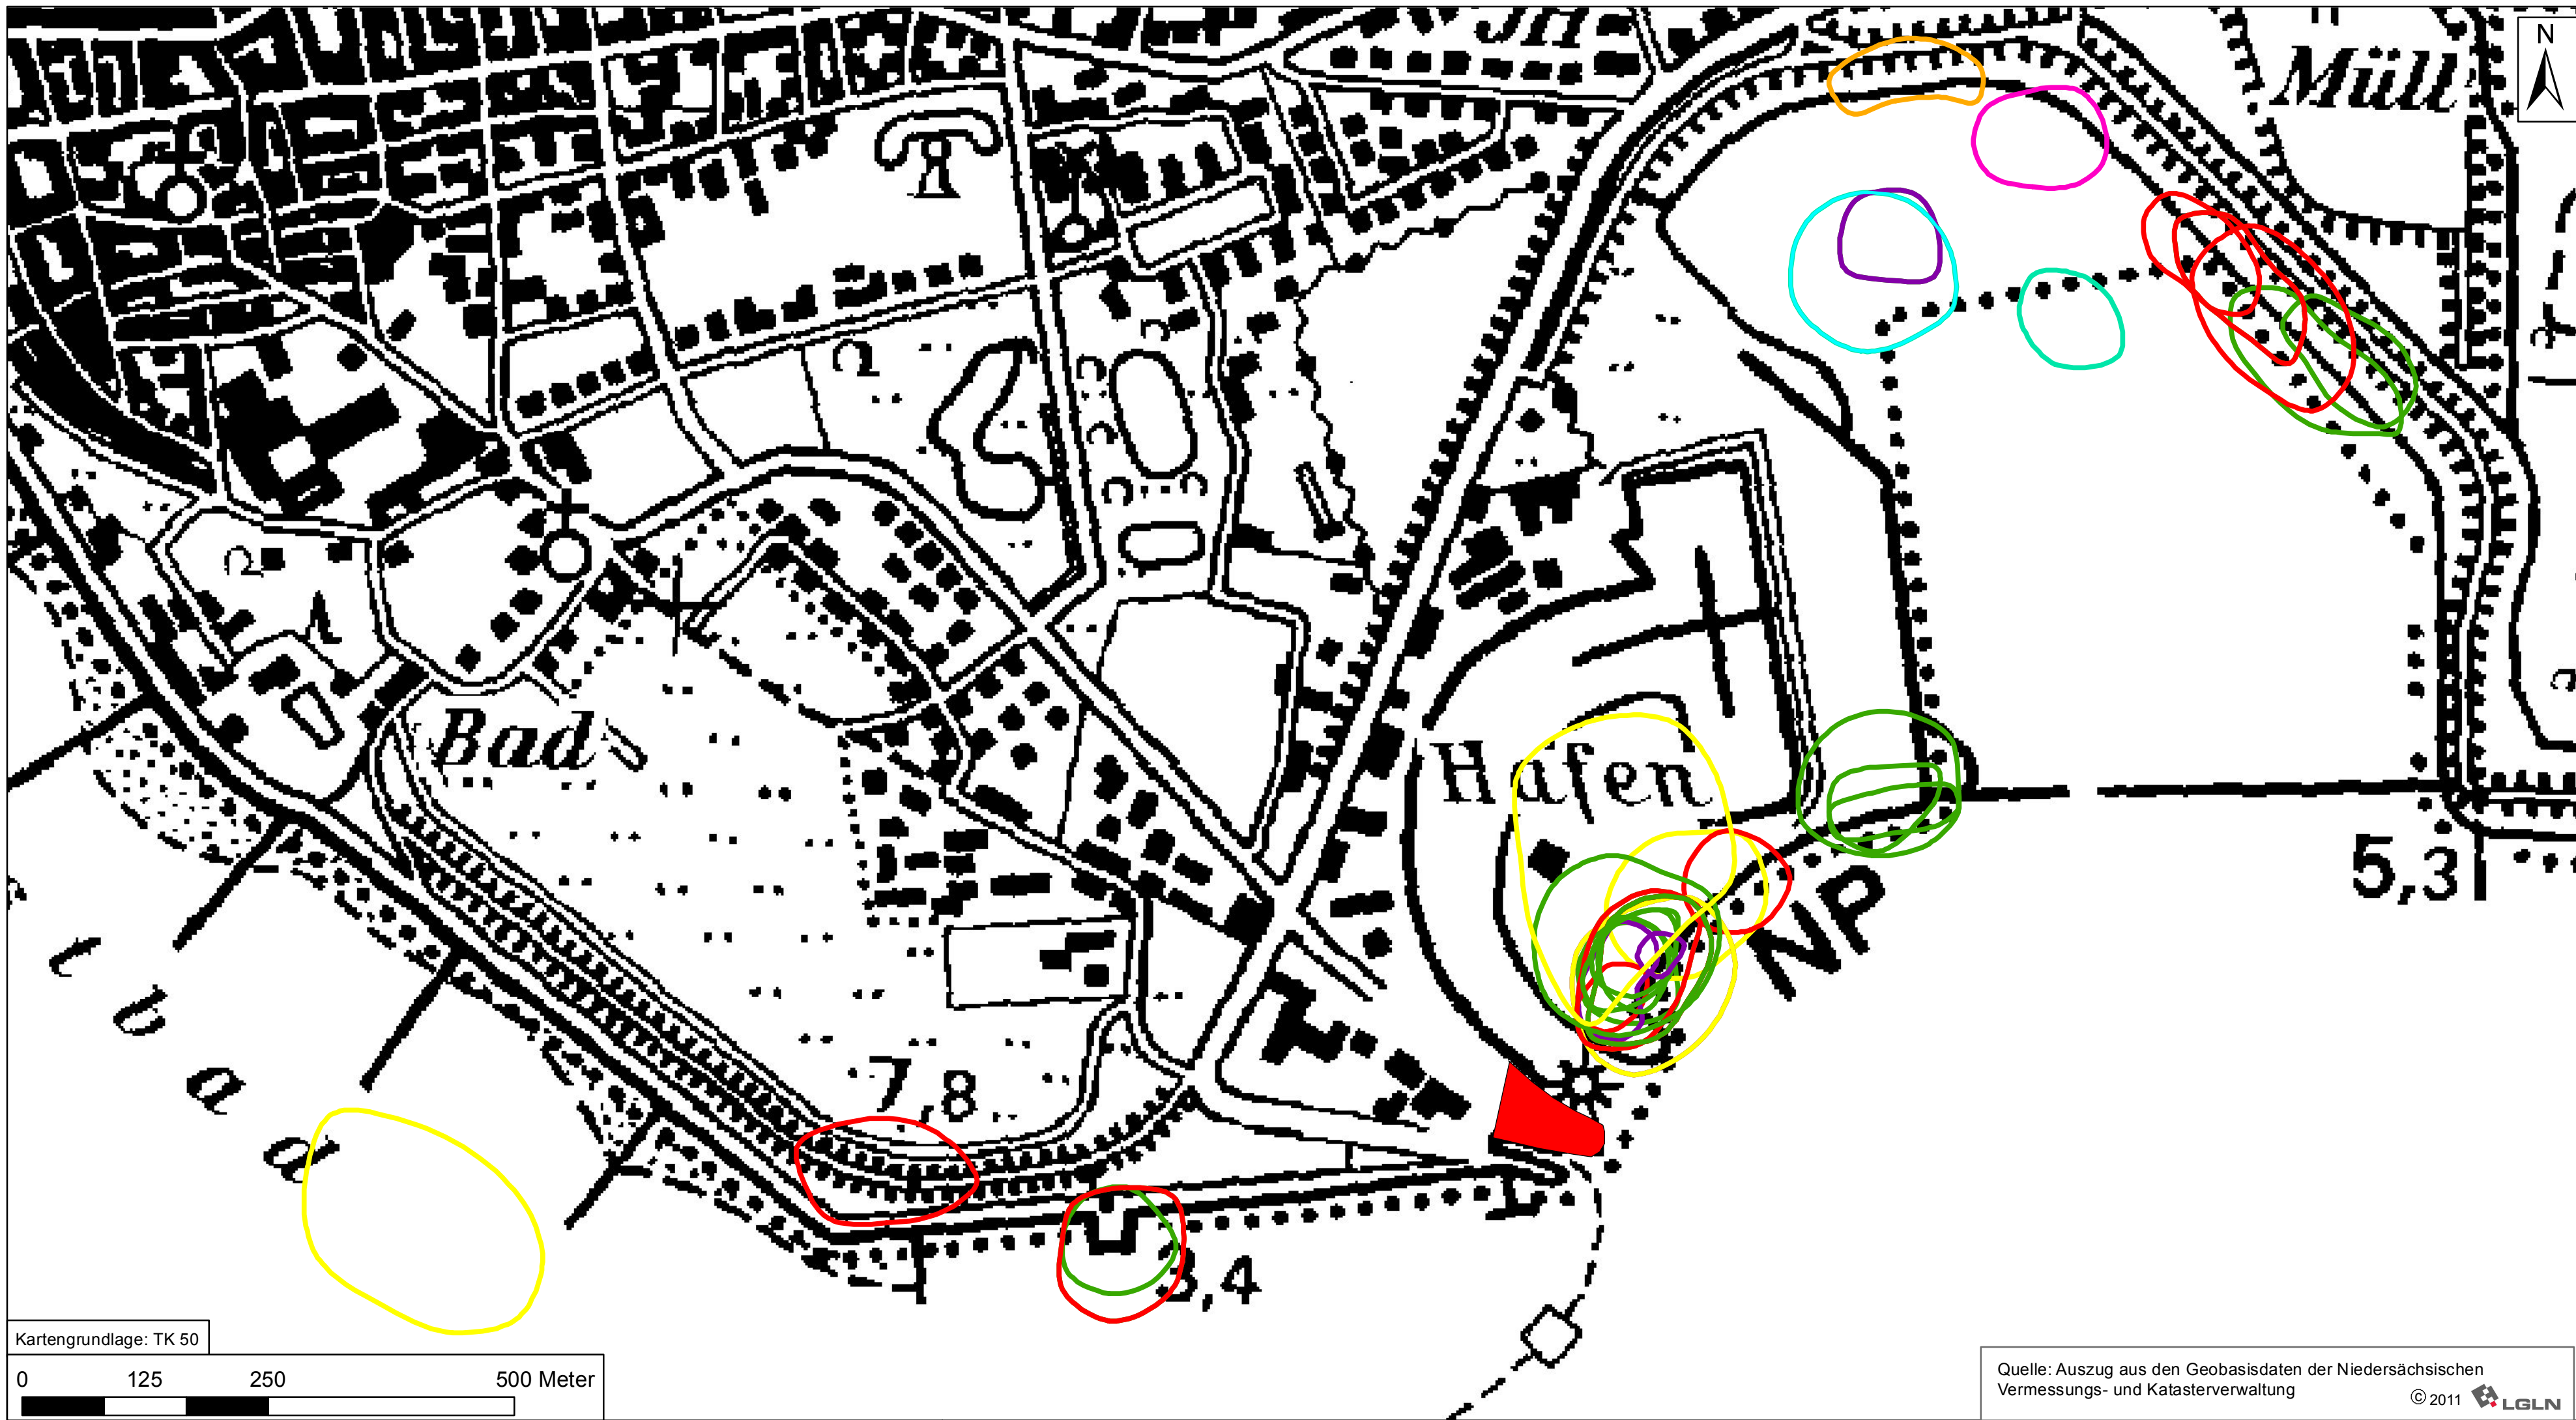 JH
Müll
N
Bad
Hafen
5,3
NP
t b a d
7,8
3,4
Kartengrundlage: TK 50
0 125 250 500 Meter
Quelle: Auszug aus den Geobasisdaten der Niedersächsischen
Vermessungs- und Katasterverwaltung
© 2011 LGLN